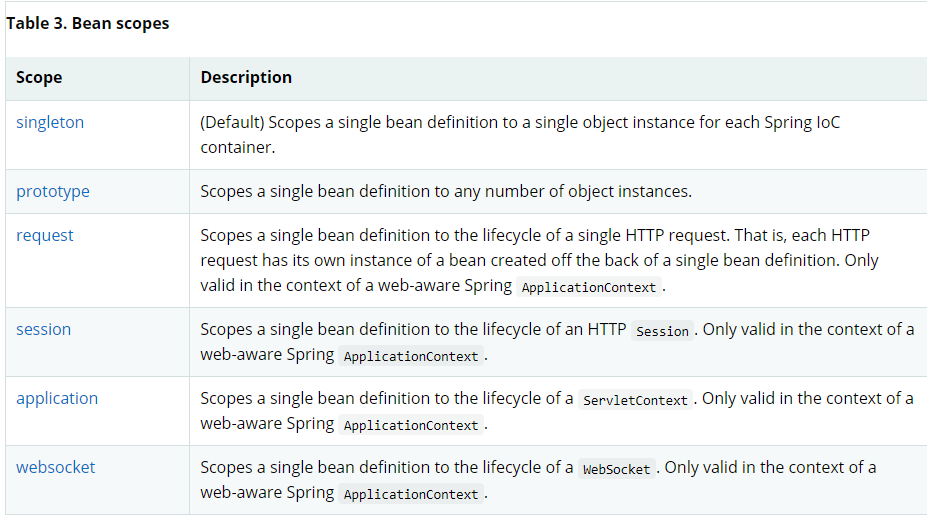 Table 3. Bean scopes
Scope Description
singleton (Default) Scopes a single bean definition to a single object instance for each Spring IoC
container.
prototype Scopes a single bean definition to any number of object instances.
request Scopes a single bean definition to the lifecycle of a single HTTP request. That is, each HTTP
request has its own instance of a bean created off the back of a single bean definition. Only
valid in the context of a web-aware Spring ApplicationContext.
session Scopes a single bean definition to the lifecycle of an HTTP Session. Only valid in the context of a
web-aware Spring ApplicationContext.
application Scopes a single bean definition to the lifecycle of a ServletContext. Only valid in the context of a
web-aware Spring ApplicationContext.
websocket Scopes a single bean definition to the lifecycle of a WebSocket. Only valid in the context of a
web-aware Spring ApplicationContext.